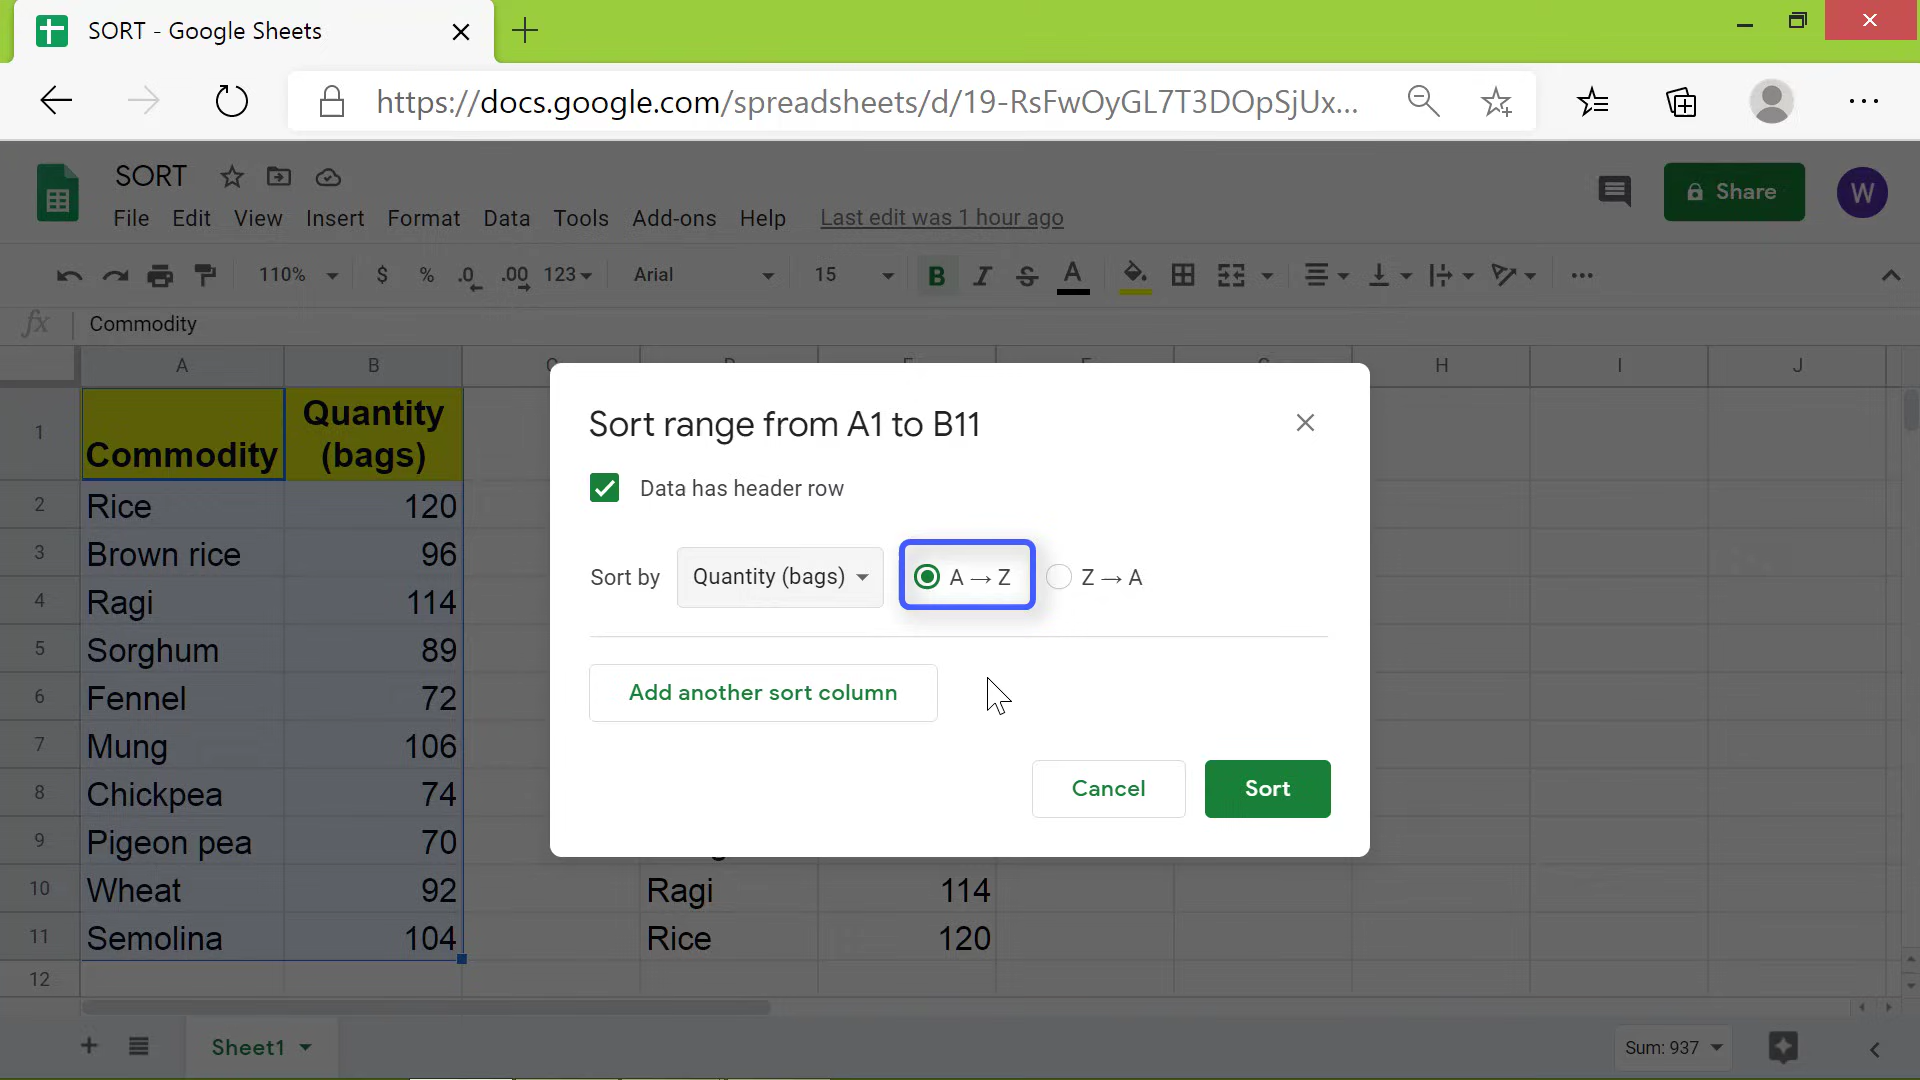 SORT - Google Sheets
https://docs.google.com/spreadsheets/d/19-RsFwOyGL7T3DOpSjUx...
SORT
File Edit View Insert Format Data Tools Add-ons Help Last edit was 1 hour ago
Share
W
110% $ % .0 .00 123 Arial 15 B I S A
fx Commodity
A B H I J
1 Commodity Quantity (bags)
2 Rice 120
3 Brown rice 96
4 Ragi 114
5 Sorghum 89
6 Fennel 72
7 Mung 106
8 Chickpea 74
9 Pigeon pea 70
10 Wheat 92 Ragi 114
11 Semolina 104 Rice 120
12
Sort range from A1 to B11
Data has header row
Sort by Quantity (bags) A → Z Z → A
Add another sort column
Cancel Sort
Sheet1
Sum: 937